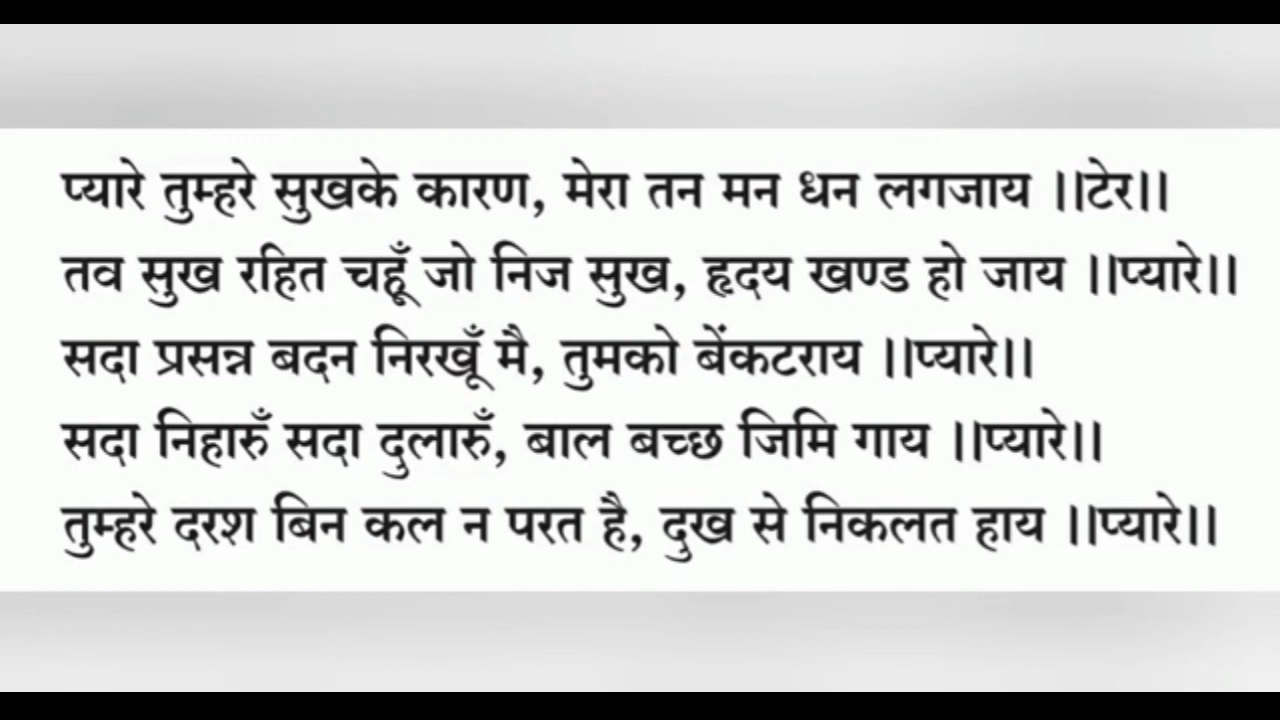 प्यारे तुम्हरे सुखके कारण, मेरा तन मन धन लगजाय ।।टेर।।
तव सुख रहित चहूँ जो निज सुख, हृदय खण्ड हो जाय ।।प्यारे।।
सदा प्रसन्न बदन निरखूँ मै, तुमको बेंकटराय ।।प्यारे।।
सदा निहारुँ सदा दुलारुँ, बाल बच्छ जिमि गाय ।।प्यारे।।
तुम्हरे दरश बिन कल न परत है, दुख से निकलत हाय ।।प्यारे।।